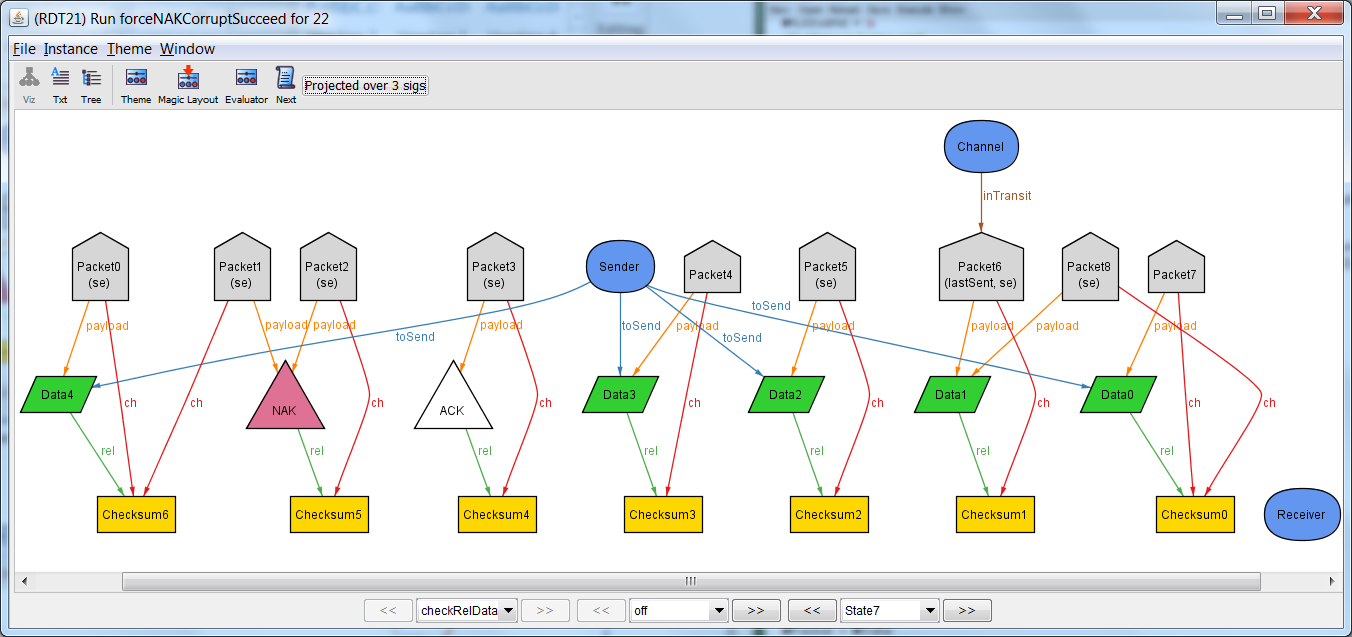 (RDT21) Run forceNAKCorruptSucceed for 22
File Instance Theme Window
Viz Txt Tree Theme Magic Layout Evaluator Next Projected over 3 sigs
Channel
inTransit
Packet0
(se)
Packet1
(se)
Packet2
(se)
Packet3
(se)
Sender
Packet4
Packet5
(se)
Packet6
(lastSent, se)
Packet8
(se)
Packet7
toSend
payload payload payload payload toSend payload payload payload payload payload
toSend toSend
Data4 NAK ACK Data3 Data2 Data1 Data0
ch ch ch ch ch ch ch ch ch
rel rel rel rel rel rel rel
Checksum6 Checksum5 Checksum4 Checksum3 Checksum2 Checksum1 Checksum0 Receiver
<< checkRelData >> << off >> << State7 >>